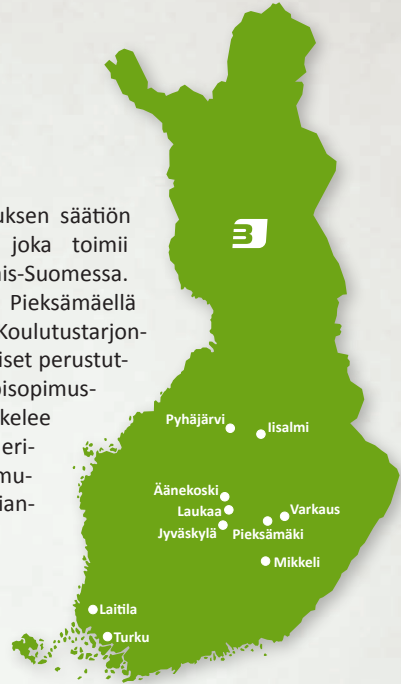 uksen säätiön
joka toimii
is-Suomessa.
Pieksämäellä
Koulutustarjon-
iset perustut-
isopimus-
kelee
eri-
mu-
ian-
Pyhäjärvi
Iisalmi
Äänekoski
Laukaa
Varkaus
Jyväskylä
Pieksämäki
Mikkeli
Laitila
Turku